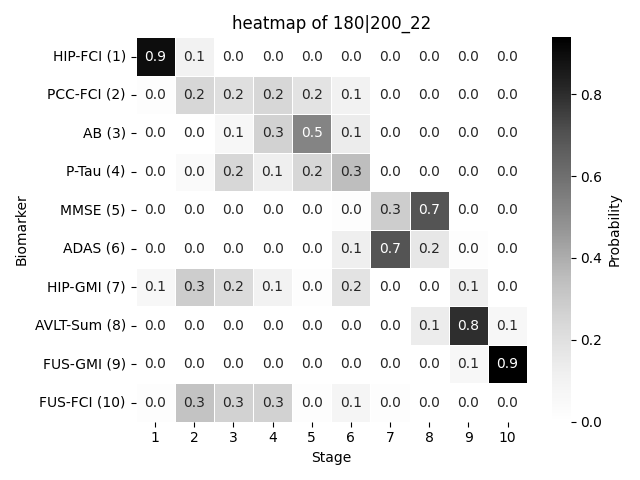 heatmap of 180|200_22
HIP-FCI (1) 0.9 0.1 0.0 0.0 0.0 0.0 0.0 0.0 0.0 0.0
PCC-FCI (2) 0.0 0.2 0.2 0.2 0.2 0.1 0.0 0.0 0.0 0.0
AB (3) 0.0 0.0 0.1 0.3 0.5 0.1 0.0 0.0 0.0 0.0
P-Tau (4) 0.0 0.0 0.2 0.1 0.2 0.3 0.0 0.0 0.0 0.0
MMSE (5) 0.0 0.0 0.0 0.0 0.0 0.0 0.3 0.7 0.0 0.0
ADAS (6) 0.0 0.0 0.0 0.0 0.0 0.1 0.7 0.2 0.0 0.0
HIP-GMI (7) 0.1 0.3 0.2 0.1 0.0 0.2 0.0 0.0 0.1 0.0
AVLT-Sum (8) 0.0 0.0 0.0 0.0 0.0 0.0 0.0 0.1 0.8 0.1
FUS-GMI (9) 0.0 0.0 0.0 0.0 0.0 0.0 0.0 0.0 0.1 0.9
FUS-FCI (10) 0.0 0.3 0.3 0.3 0.0 0.1 0.0 0.0 0.0 0.0
1 2 3 4 5 6 7 8 9 10
Stage
Biomarker
0.8
0.6
0.4
0.2
0.0
Probability